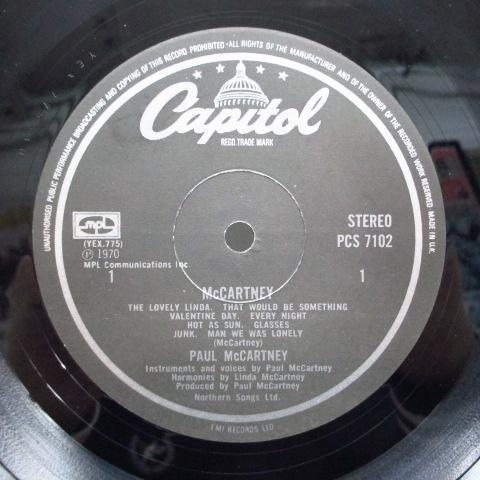 UNAUTHORISED PUBLIC PERFORMANCE BROADCASTING AND COPYING OF THIS RECORD PROHIBITED · ALL RIGHTS OF THE MANUFACTURER AND OF THE OWNER OF THE RECORDED WORK RESERVED · MADE IN U.K.
Capitol
REGD. TRADE MARK
mpl
(YEX.775)
Ⓟ 1970
MPL Communications Inc
1
STEREO
PCS 7102
1
McCARTNEY
THE LOVELY LINDA. THAT WOULD BE SOMETHING
VALENTINE DAY. EVERY NIGHT
HOT AS SUN. GLASSES
JUNK. MAN WE WAS LONELY
(McCartney)
PAUL McCARTNEY
Instruments and voices by Paul McCartney
Harmonies by Linda McCartney
Produced by Paul McCartney
Northern Songs Ltd.
EMI RECORDS LTD